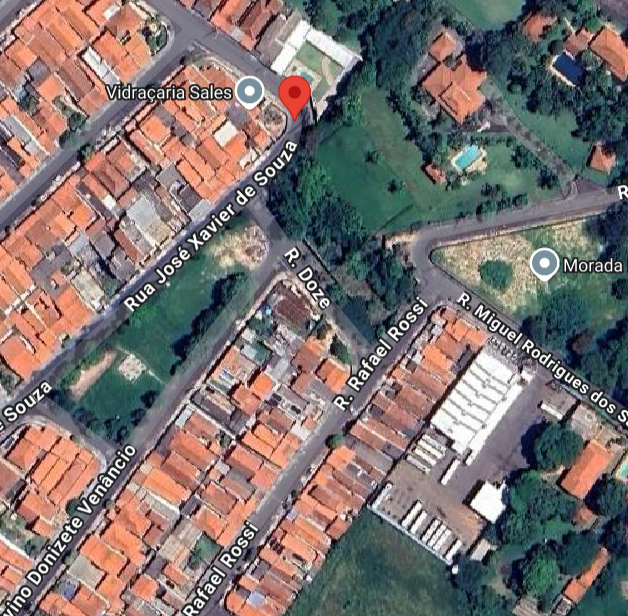 Vidraçaria Sales
Rua José Xavier de Souza
R. Doze
R
Morada
R. Miguel Rodrigues dos S
R. Rafael Rossi
e Souza
vino Donizete Venâncio
Rafael Rossi